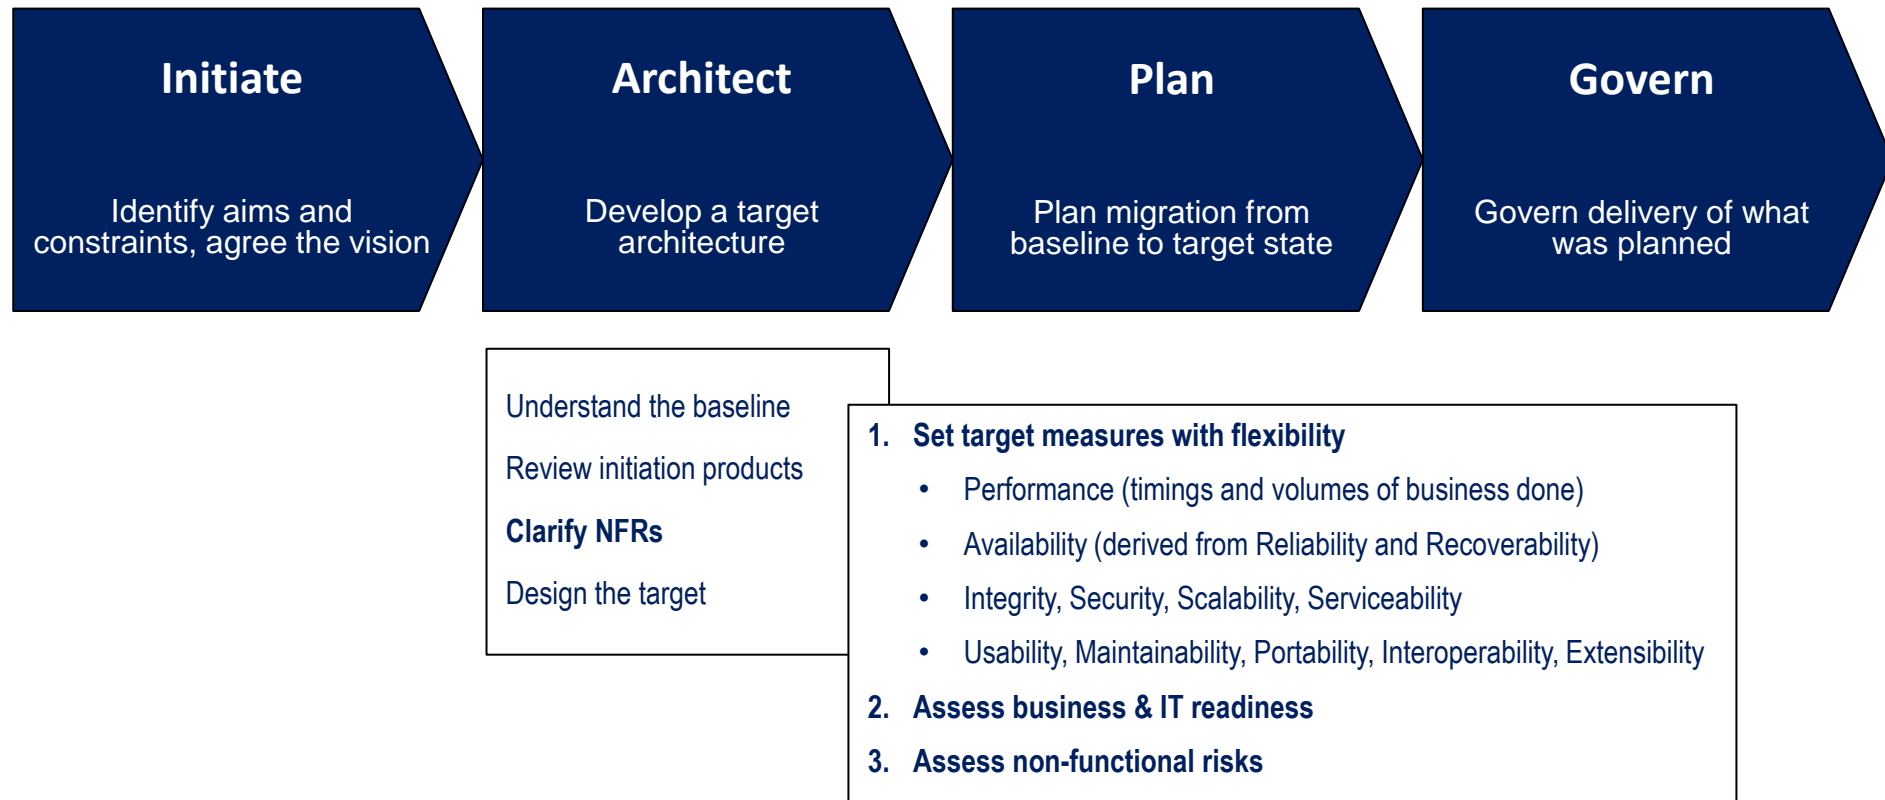 Initiate
Identify aims and
constraints, agree the vision
Architect
Develop a target
architecture
Plan
Plan migration from
baseline to target state
Govern
Govern delivery of what
was planned
Understand the baseline
Review initiation products
Clarify NFRs
Design the target
1. Set target measures with flexibility
• Performance (timings and volumes of business done)
• Availability (derived from Reliability and Recoverability)
• Integrity, Security, Scalability, Serviceability
• Usability, Maintainability, Portability, Interoperability, Extensibility
2. Assess business & IT readiness
3. Assess non-functional risks